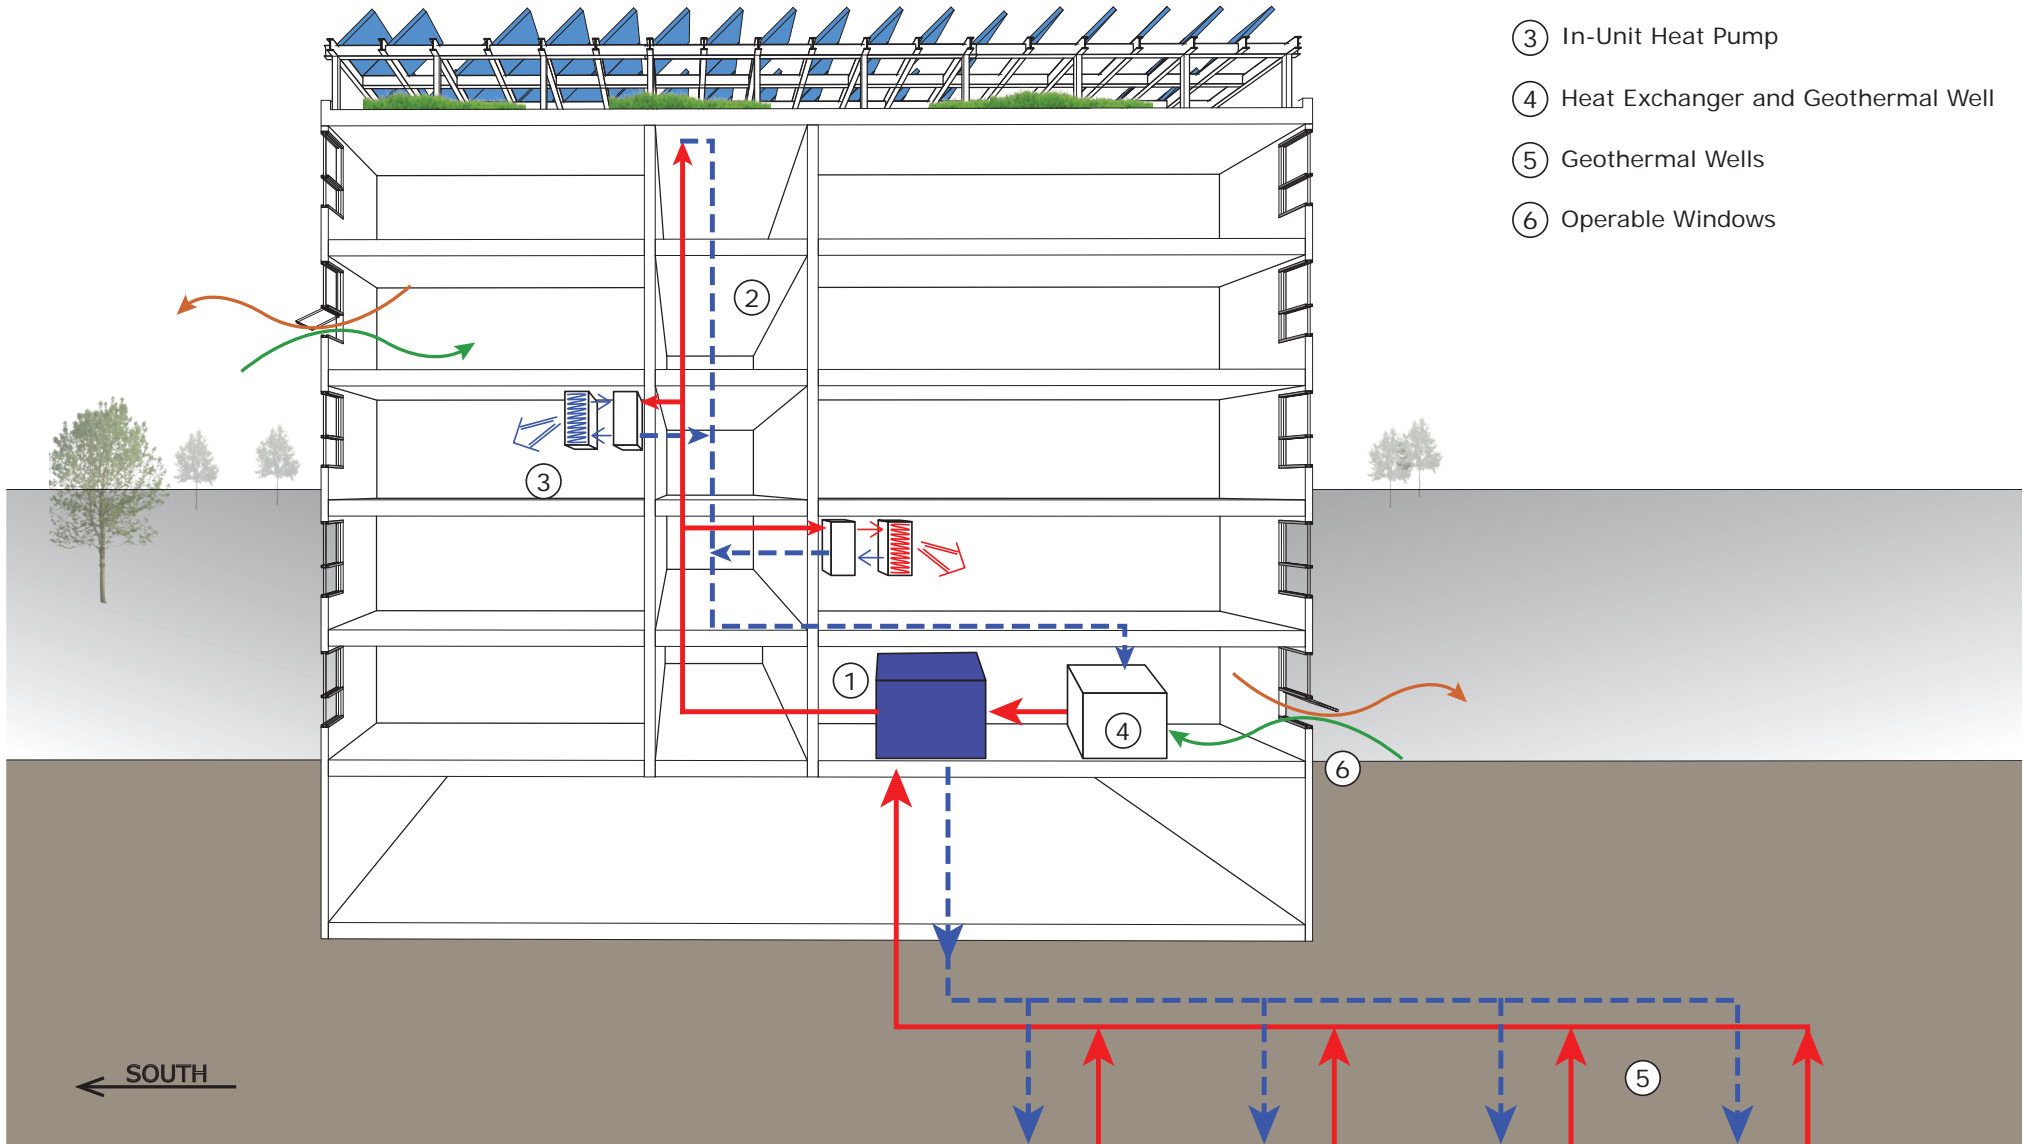 3 In-Unit Heat Pump
4 Heat Exchanger and Geothermal Well
5 Geothermal Wells
6 Operable Windows
2
3
1
4
6
5
SOUTH